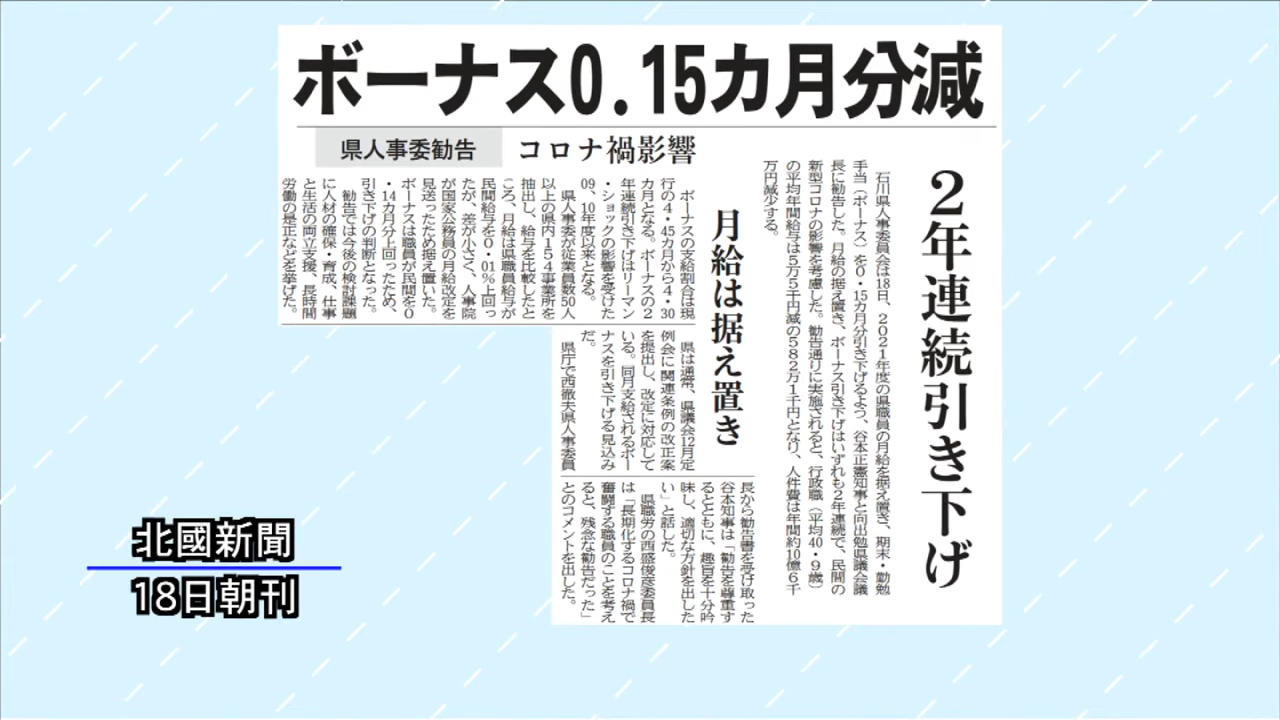 ボーナス0.15カ月分減
県人事委勧告
コロナ禍影響
2年連続引き下げ
月給は据え置き
石川県人事委員会は18日、2021年度の県職員の月給を据え置き、期末・勤勉
手当(ボーナス)を0・15カ月分引き下げるよう、谷本正憲知事と向出勉県議会議
長に勧告した。月給の据え置き、ボーナス引き下げはいずれも2年連続で、民間の
新型コロナの影響を考慮した。勧告通りに実施されると、行政職(平均40・9歳)
の平均年間給与は5万5千円減の582万1千円となり、人件費は年間約10億6千
万円減少する。
ボーナスの支給割合は現
行の4・45カ月から4・30
カ月となる。ボーナスの2
年連続引き下げはリーマン
・ショックの影響を受けた
09、10年度以来となる。
県人事委が従業員数50人
以上の県内154事業所を
抽出し、給与を比較したと
ころ、月給は県職員給与が
民間給与を0・01%上回っ
たが、差が小さく、人事院
が国家公務員の月給改定を
見送ったため据え置いた。
ボーナスは職員が民間を0
・14カ月分上回ったため、
引き下げの判断となった。
勧告では今後の検討課題
に人材の確保・育成、仕事
と生活の両立支援、長時間
労働の是正などを挙げた。
県は通常、県議会12月定
例会に関連条例の改正案
を提出し、改定に対応して
いる。同月支給されるボー
ナスを引き下げる見込み
だ。
県庁で西徹夫県人事委員
長から勧告書を受け取った
谷本知事は「勧告を尊重す
るとともに、趣旨を十分吟
味し、適切な方針を出した
い」と話した。
県職労の西盛俊彦委員長
は「長期化するコロナ禍で
奮闘する職員のことを考え
ると、残念な勧告だった」
とのコメントを出した。
北國新聞
18日朝刊